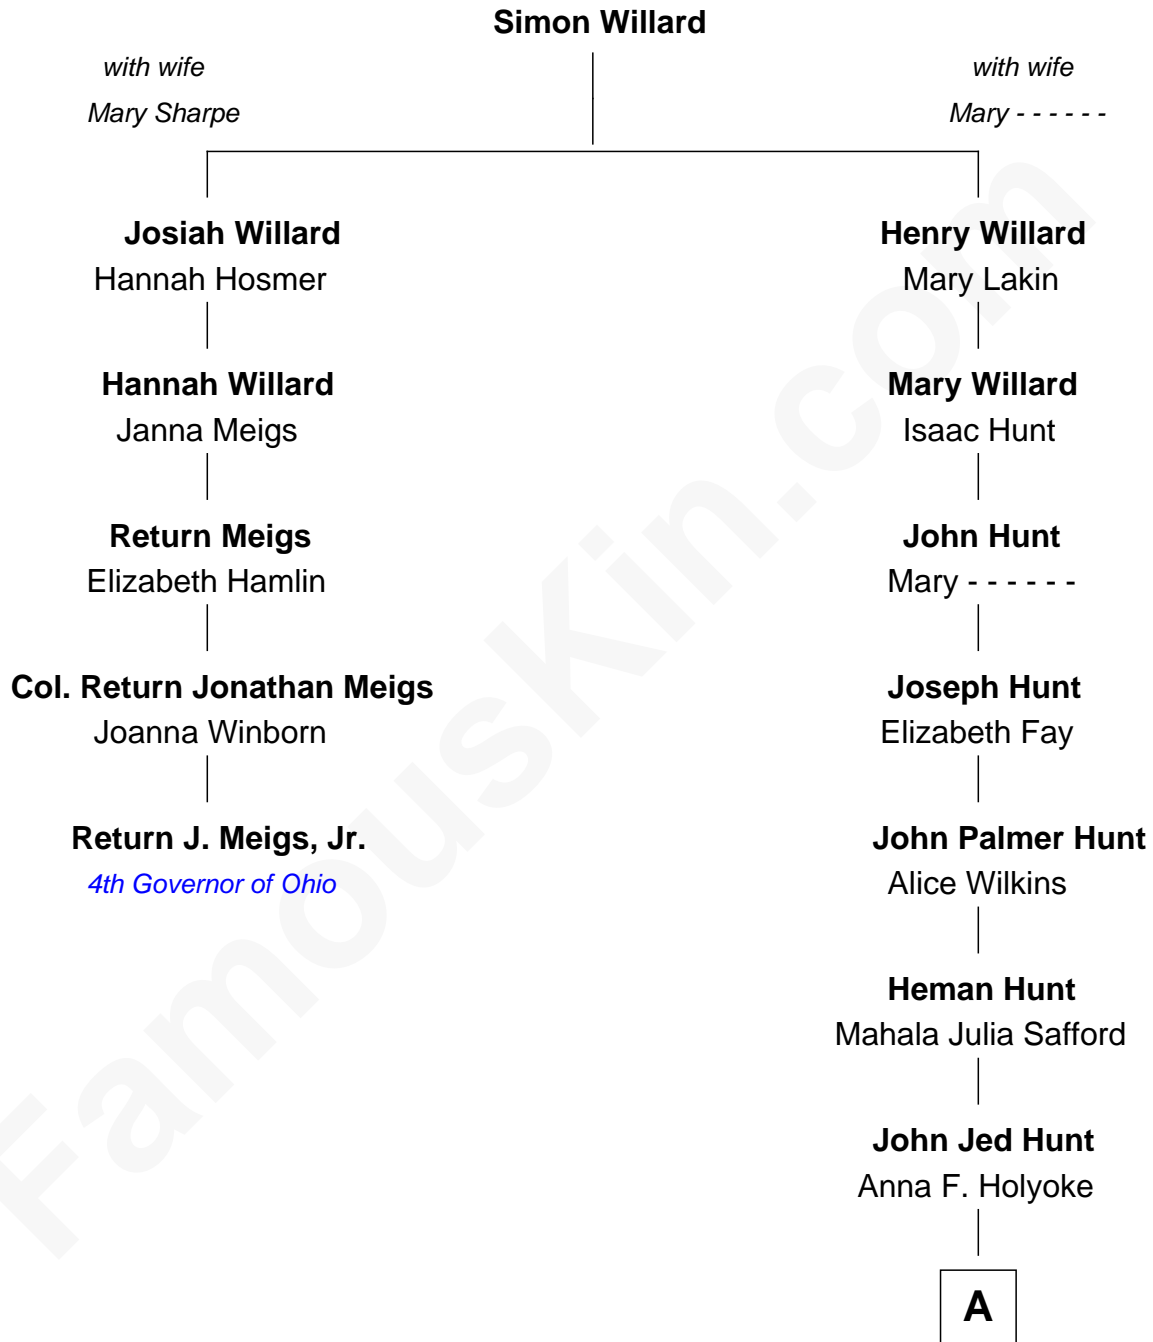 Simon Willard
with wife
Mary Sharpe
with wife
Mary - - - - - -
Josiah Willard
Hannah Hosmer
Henry Willard
Mary Lakin
Hannah Willard
Janna Meigs
Mary Willard
Isaac Hunt
Return Meigs
Elizabeth Hamlin
John Hunt
Mary - - - - - -
Col. Return Jonathan Meigs
Joanna Winborn
Joseph Hunt
Elizabeth Fay
Return J. Meigs, Jr.
4th Governor of Ohio
John Palmer Hunt
Alice Wilkins
Heman Hunt
Mahala Julia Safford
John Jed Hunt
Anna F. Holyoke
A
FamousKin.com